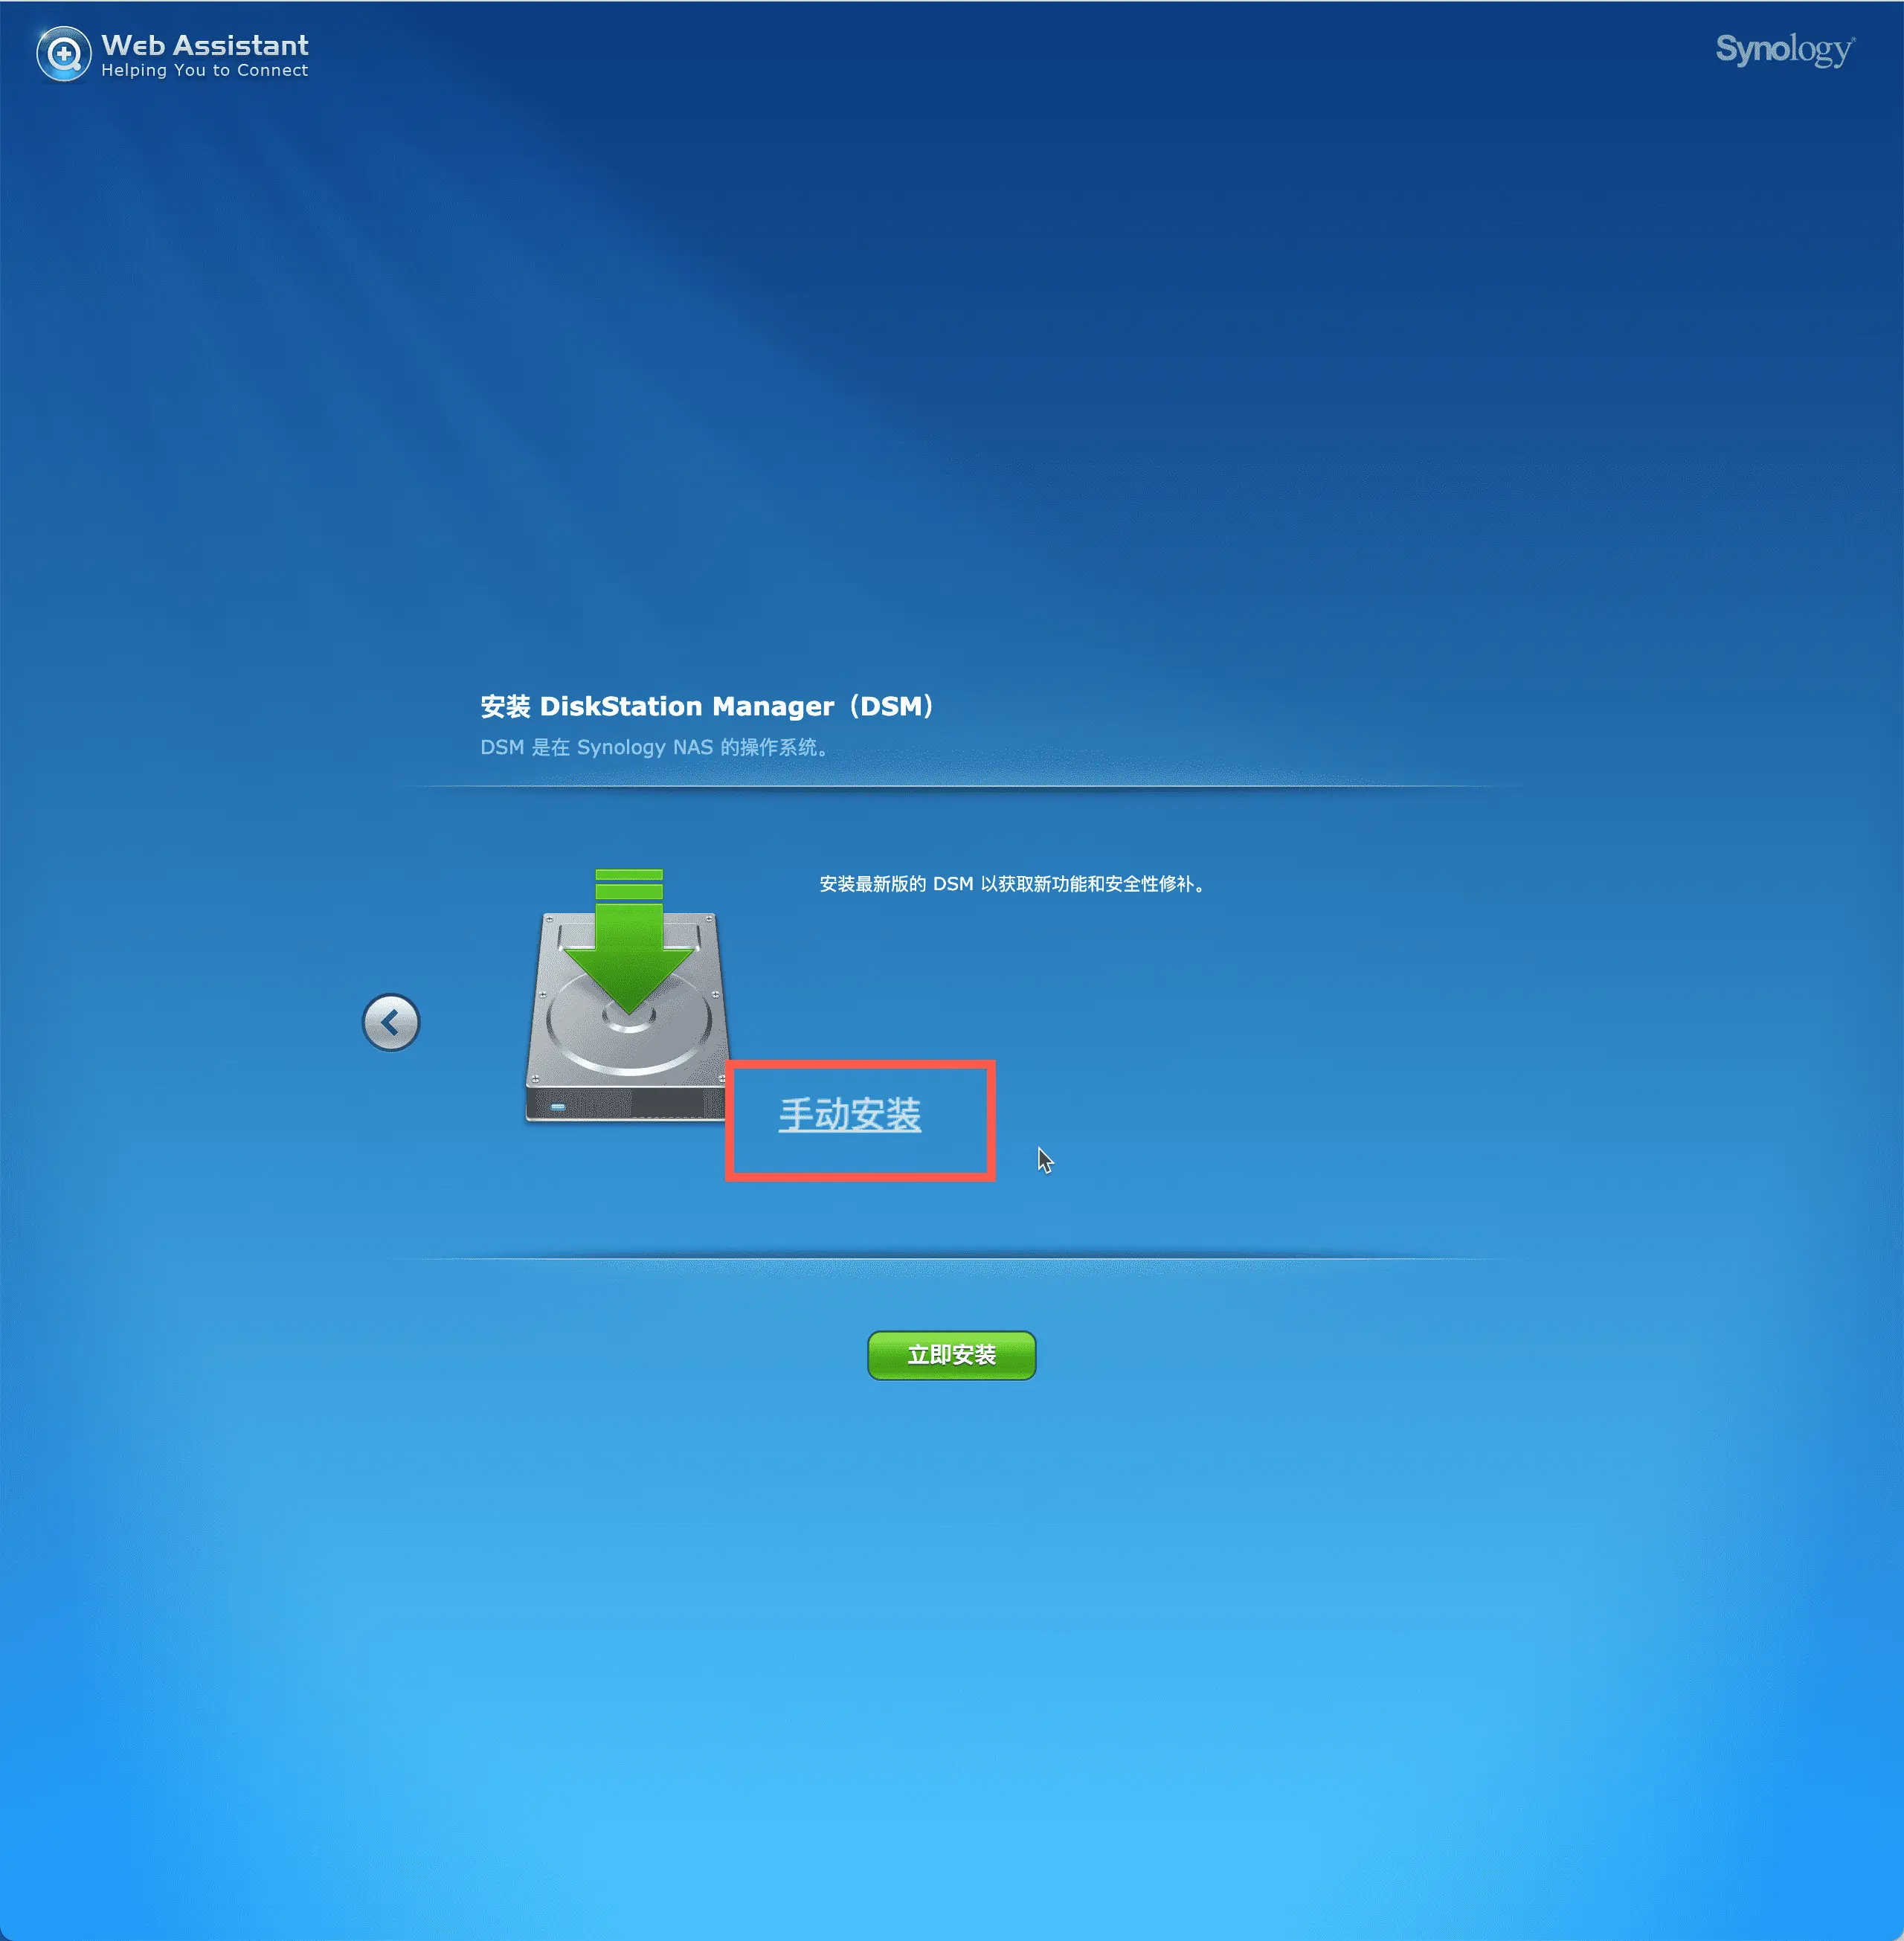 Web Assistant
Helping You to Connect
Synology®
安装 DiskStation Manager（DSM）
DSM 是在 Synology NAS 的操作系统。
安装最新版的 DSM 以获取新功能和安全性修补。
手动安装
立即安装